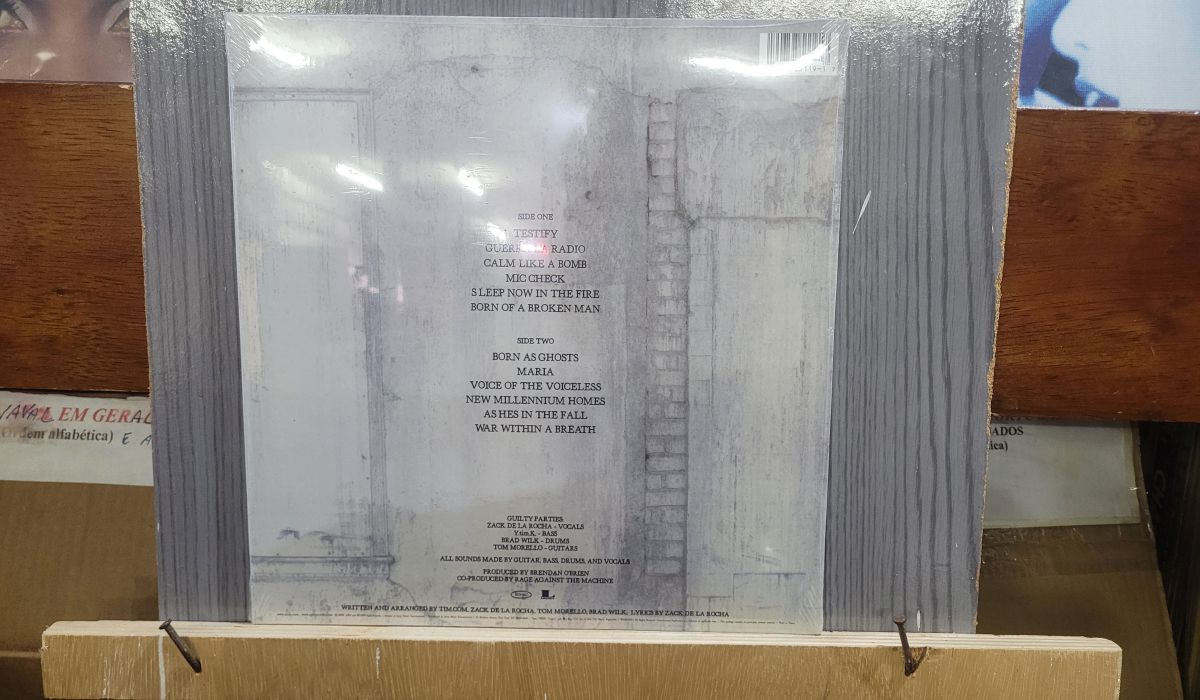 SIDE ONE
TESTIFY
GUERRILLA RADIO
CALM LIKE A BOMB
MIC CHECK
SLEEP NOW IN THE FIRE
BORN OF A BROKEN MAN
SIDE TWO
BORN AS GHOSTS
MARIA
VOICE OF THE VOICELESS
NEW MILLENNIUM HOMES
ASHES IN THE FALL
WAR WITHIN A BREATH
GUILTY PARTIES
ZACK DE LA ROCHA - VOCALS
Y.tim.K. - BASS
BRAD WILK - DRUMS
TOM MORELLO - GUITARS
ALL SOUNDS MADE BY GUITAR, BASS, DRUMS, AND VOCALS
PRODUCED BY BRENDAN O'BRIEN
CO-PRODUCED BY RAGE AGAINST THE MACHINE
WRITTEN AND ARRANGED BY TIM.COM, ZACK DE LA ROCHA, TOM MORELLO, BRAD WILK, LYRICS BY ZACK DE LA ROCHA
EM GERAL
Ordem alfabética) E A
ADOS
ica)